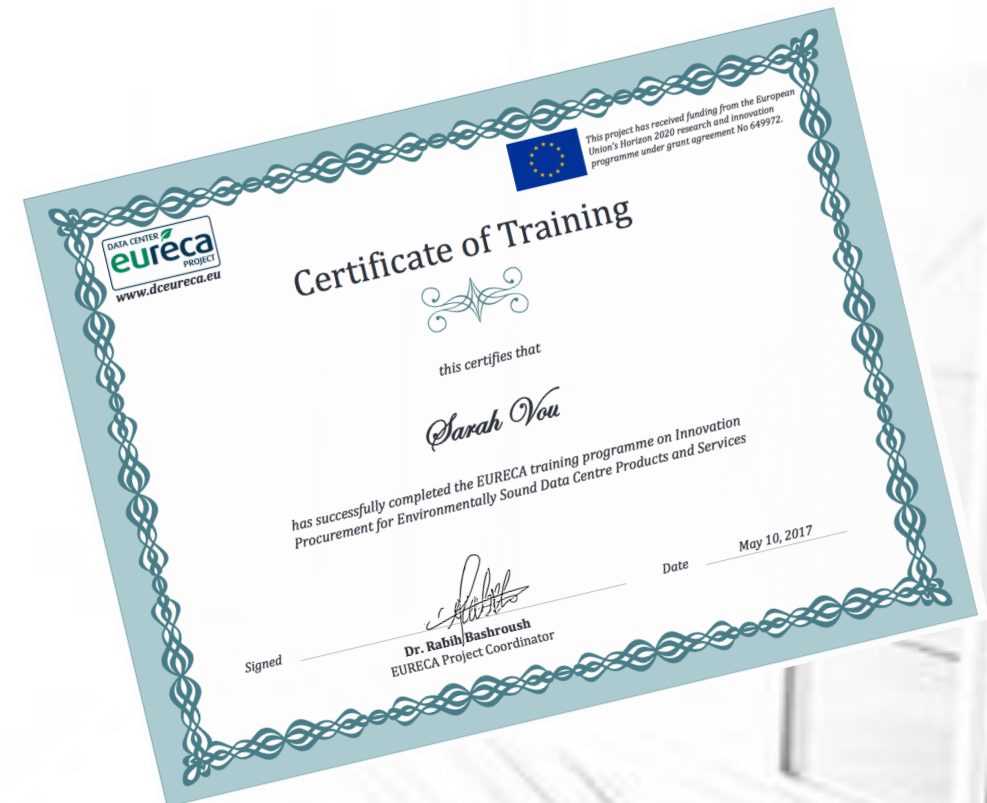 This project has received funding from the European
Union's Horizon 2020 research and innovation
programme under grant agreement No 649972.
DATA CENTER
eureca
PROJECT
www.dceureca.eu
Certificate of Training
this certifies that
Sarah Vou
has successfully completed the EURECA training programme on Innovation
Procurement for Environmentally Sound Data Centre Products and Services
Date May 10, 2017
Signed
Dr. Rabih Bashroush
EURECA Project Coordinator